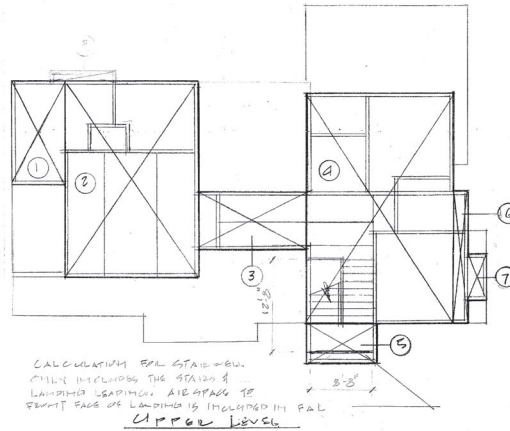 1
2
3
4
5
6
7
8'-3"
CALCULATION FOR STAIRWELL
ONLY INCLUDES THE STAIRS &
LANDING LEADING. AIRSPACE TO
FRONT FACE OF LANDING IS INCLUDED IN FAL
UPPER LEVEL